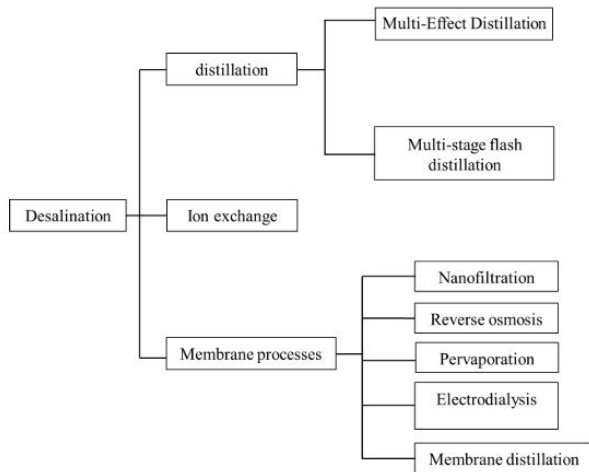 Multi-Effect Distillation
distillation
Multi-stage flash
distillation
Desalination
Ion exchange
Nanofiltration
Reverse osmosis
Membrane processes
Pervaporation
Electrodialysis
Membrane distillation